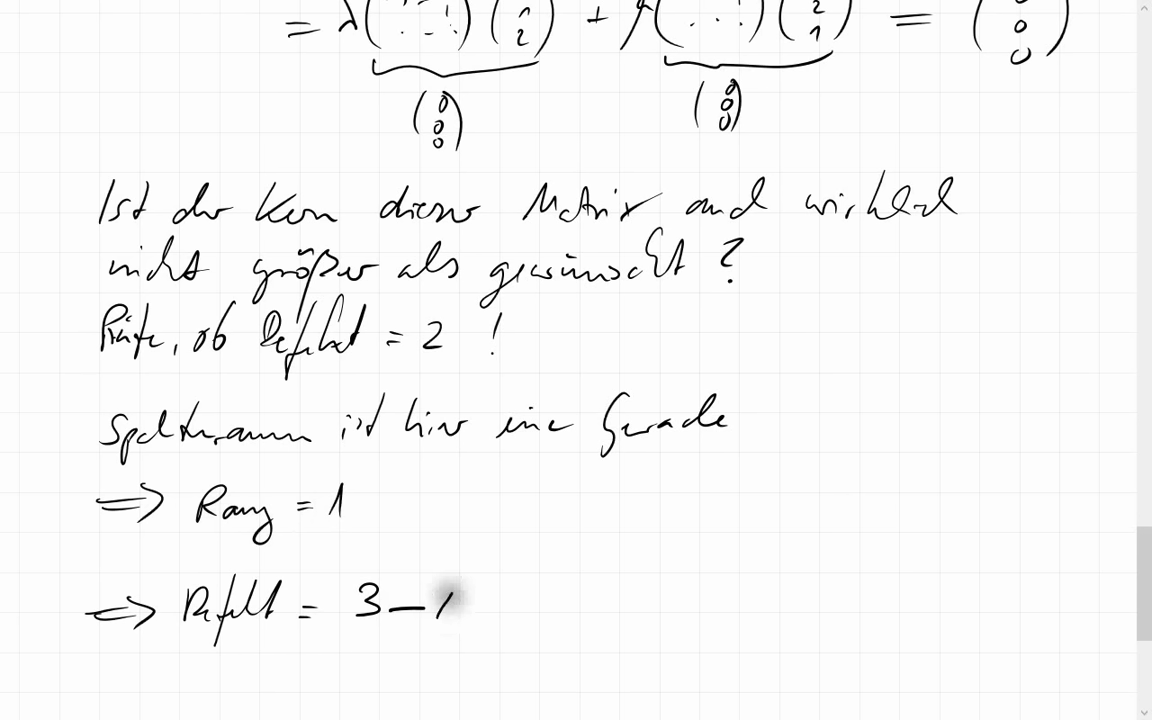 = λ(⋯)(1 2) + μ(⋯)(2 1) = (0 0)
(0 0 0) (0 0 0)
Ist der Kern dieser Matrix auch wirklich
nicht größer als gewünscht ?
Prüfe, ob Defekt = 2 !
Spaltenraum ist hier eine Gerade
⟹ Rang = 1
⟹ Defekt = 3 – 1